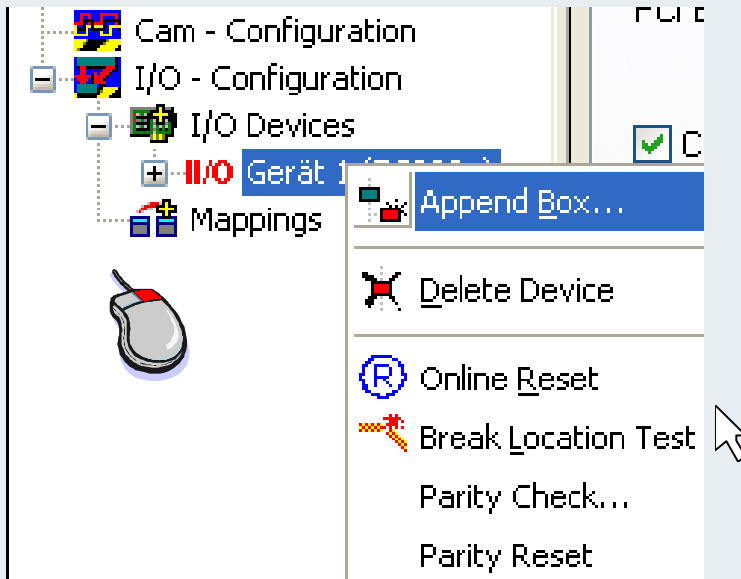 Cam - Configuration
I/O - Configuration
I/O Devices
II/O Gerät 1
Mappings
Append Box...
Delete Device
Online Reset
Break Location Test
Parity Check...
Parity Reset